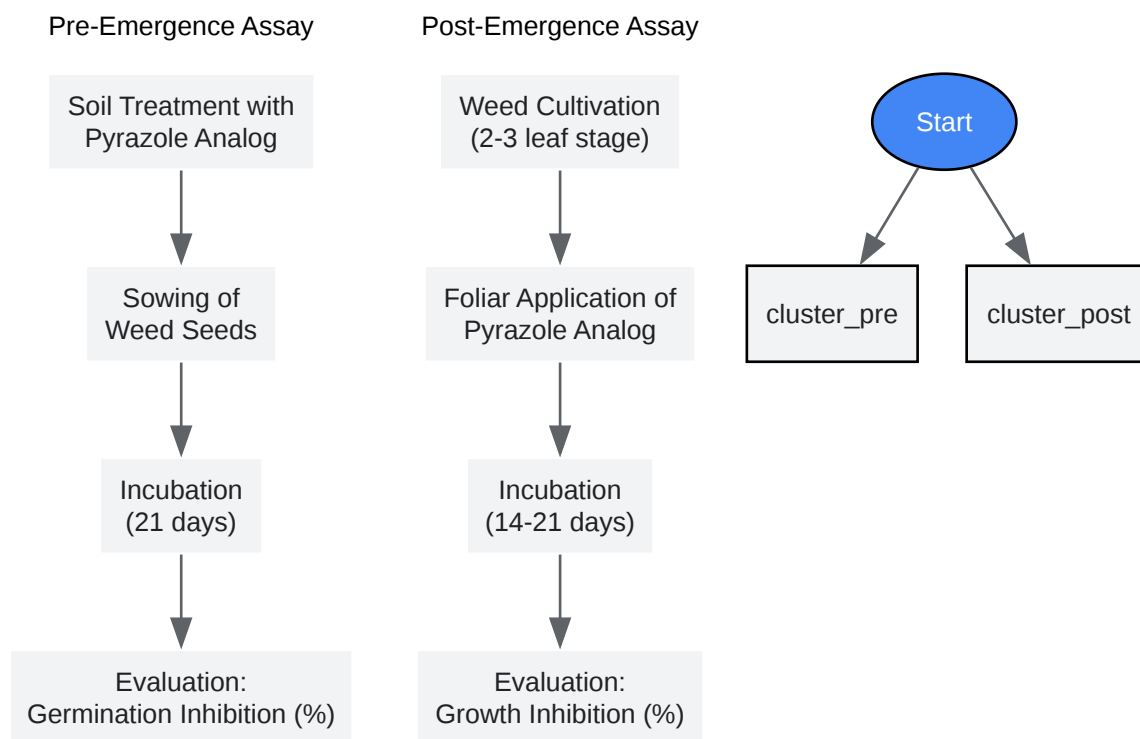 Pre-Emergence Assay
Soil Treatment with
Pyrazole Analog
Sowing of
Weed Seeds
Incubation
(21 days)
Evaluation:
Germination Inhibition (%)
Post-Emergence Assay
Weed Cultivation
(2-3 leaf stage)
Foliar Application of
Pyrazole Analog
Incubation
(14-21 days)
Evaluation:
Growth Inhibition (%)
Start
cluster_pre
cluster_post